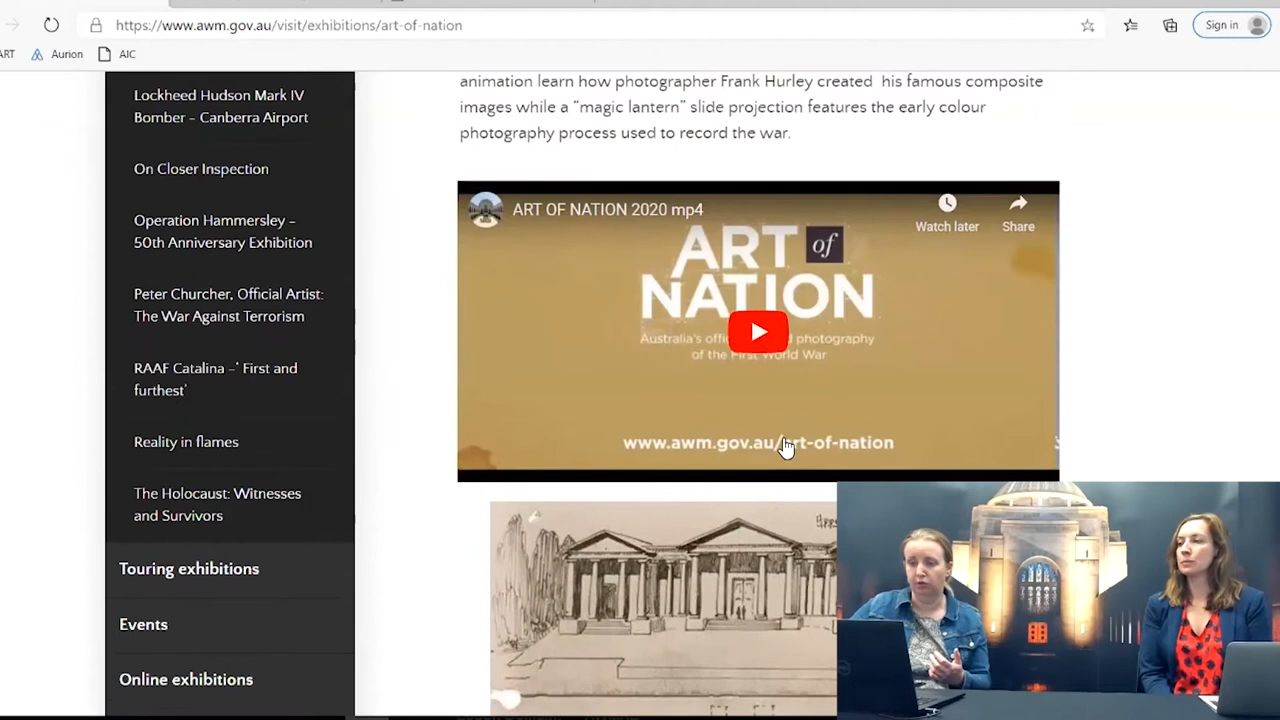 https://www.awm.gov.au/visit/exhibitions/art-of-nation
Sign in
ART
Aurion
AIC
Lockheed Hudson Mark IV
Bomber – Canberra Airport
On Closer Inspection
Operation Hammersley –
50th Anniversary Exhibition
Peter Churcher, Official Artist:
The War Against Terrorism
RAAF Catalina –‘ First and
furthest’
Reality in flames
The Holocaust: Witnesses
and Survivors
Touring exhibitions
Events
Online exhibitions
animation learn how photographer Frank Hurley created his famous composite
images while a “magic lantern” slide projection features the early colour
photography process used to record the war.
ART OF NATION 2020 mp4
Watch later
Share
ART of
NATION
Australia's photography
of the First World War
www.awm.gov.au/art-of-nation